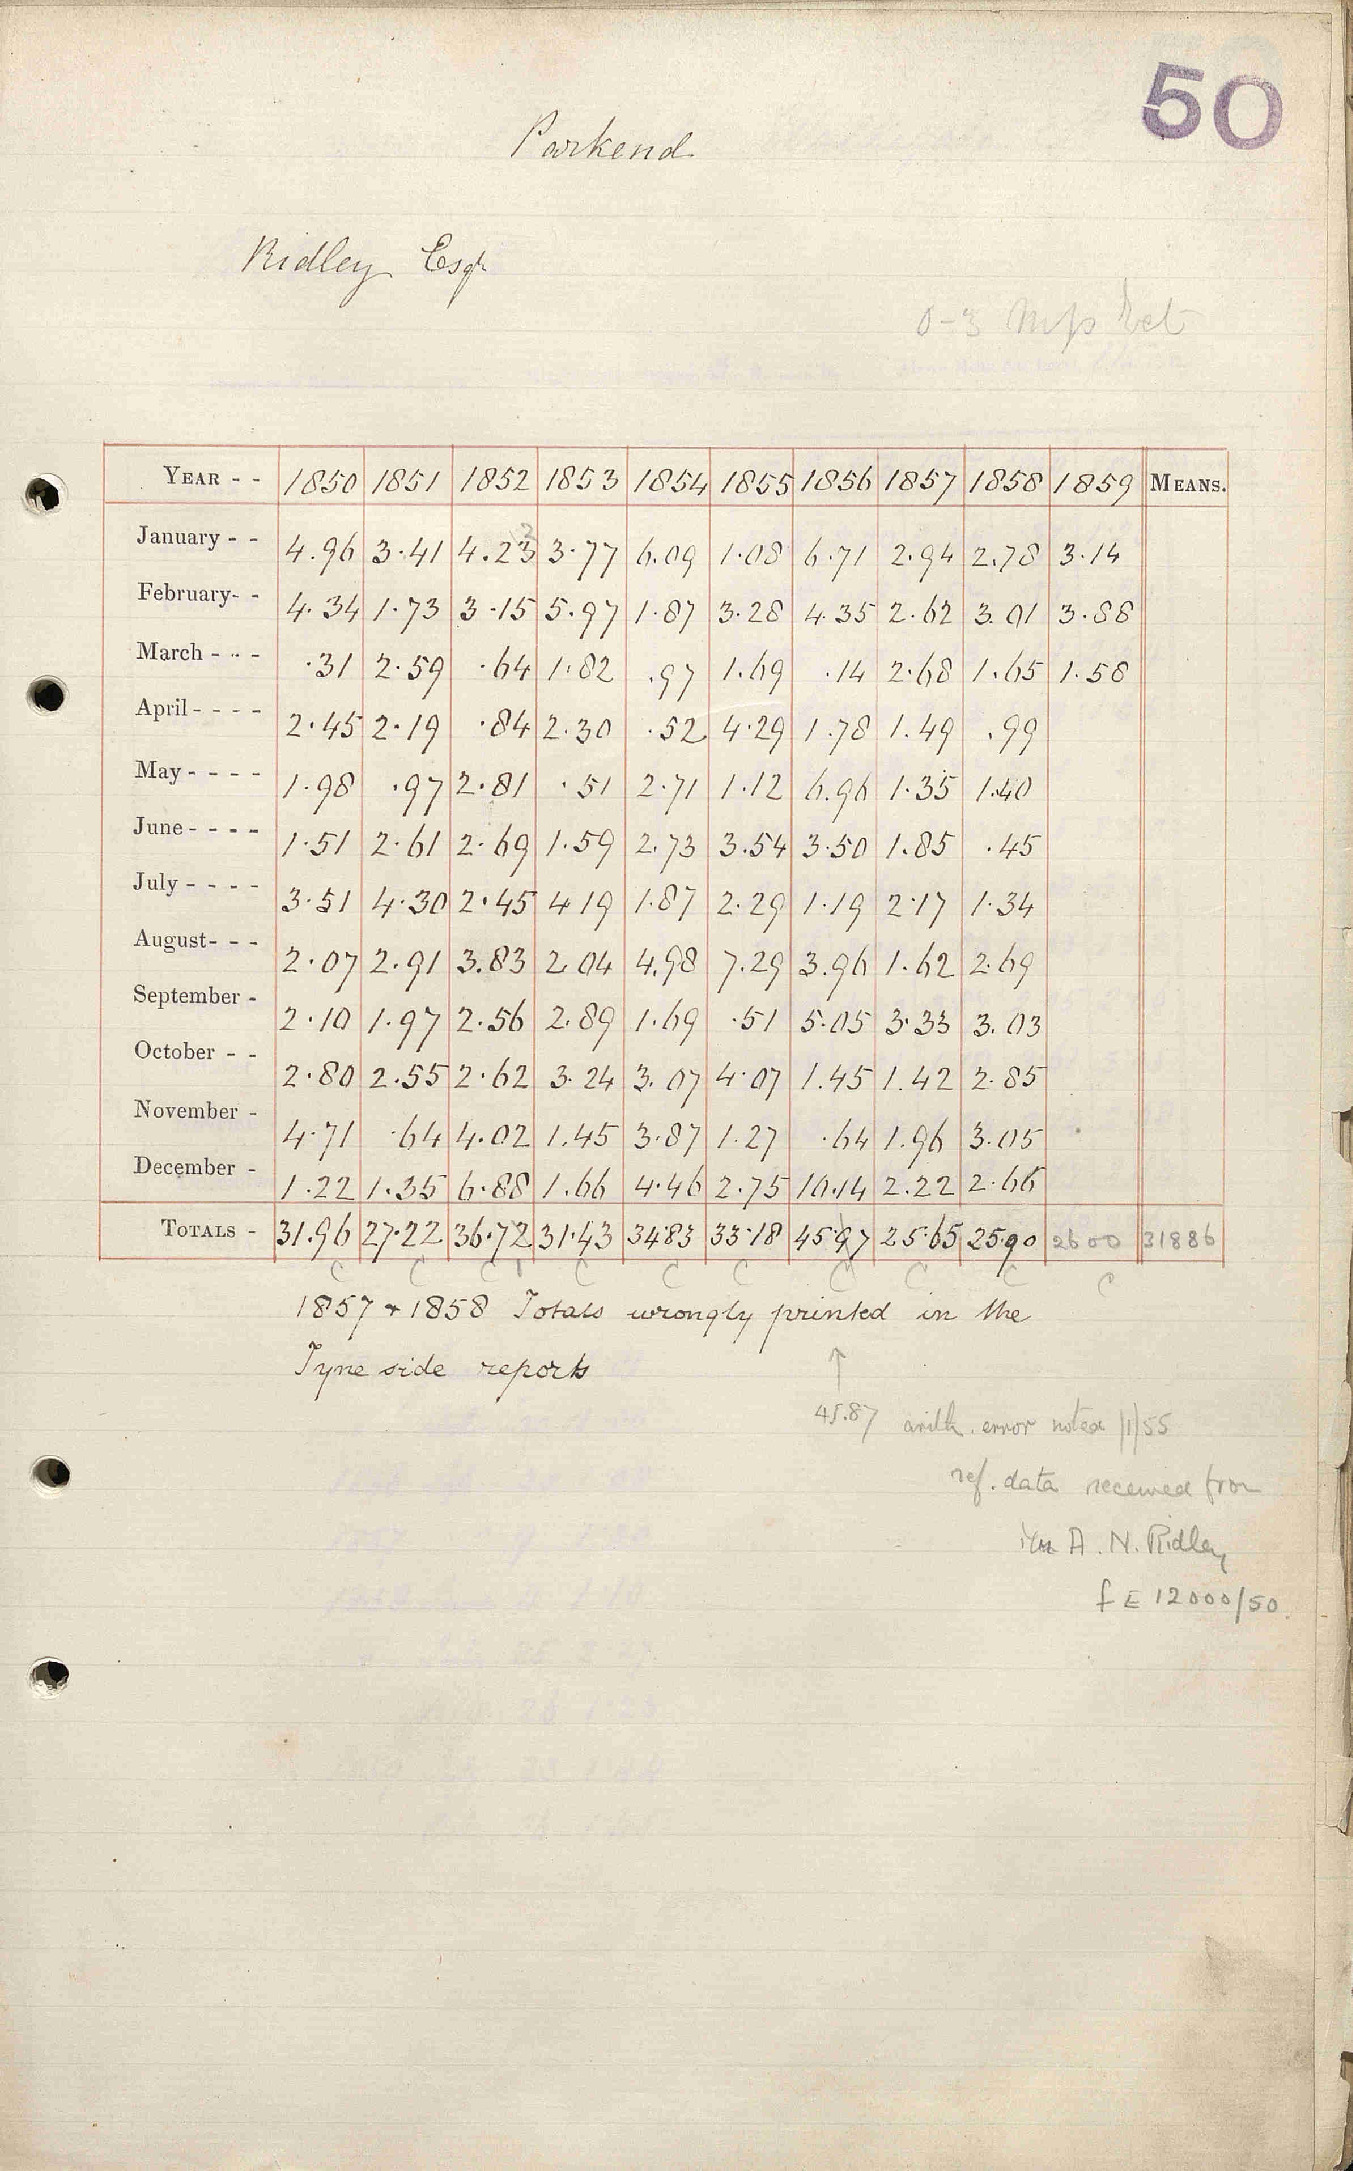 50
Parkend
Ridley Esqr
0-3 Mfs
YEAR - - 1850 1851 1852 1853 1854 1855 1856 1857 1858 1859 MEANS.
January - - 4.96 3.41 4.23 3.77 6.09 1.08 6.71 2.94 2.78 3.14
February- - 4.34 1.73 3.15 5.97 1.87 3.28 4.35 2.62 3.01 3.88
March - - - .31 2.59 .64 1.82 .97 1.69 .14 2.68 1.65 1.58
April - - - - 2.45 2.19 .84 2.30 .52 4.29 1.78 1.49 .99
May - - - - 1.98 .97 2.81 .51 2.71 1.12 6.96 1.35 1.40
June - - - - 1.51 2.61 2.69 1.59 2.73 3.54 3.50 1.85 .45
July - - - - 3.51 4.30 2.45 4.19 1.87 2.29 1.19 2.17 1.34
August- - - 2.07 2.91 3.83 2.04 4.98 7.29 3.96 1.62 2.69
September - 2.10 1.97 2.56 2.89 1.69 .51 5.05 3.33 3.03
October - - 2.80 2.55 2.62 3.24 3.07 4.07 1.45 1.42 2.85
November - 4.71 .64 4.02 1.45 3.87 1.27 .64 1.96 3.05
December - 1.22 1.35 6.88 1.66 4.46 2.75 10.14 2.22 2.66
TOTALS - 31.96 27.22 36.72 31.43 3483 33.18 45.97 25.65 25.90 2600 31886
C C C C C C C C C C
1857 + 1858 Totals wrongly printed in the
Tyne side reports
↑
45.87 arith. error noted 1/1/55
ref. data received from
Mr A. N. Ridley
f E 12000/50.